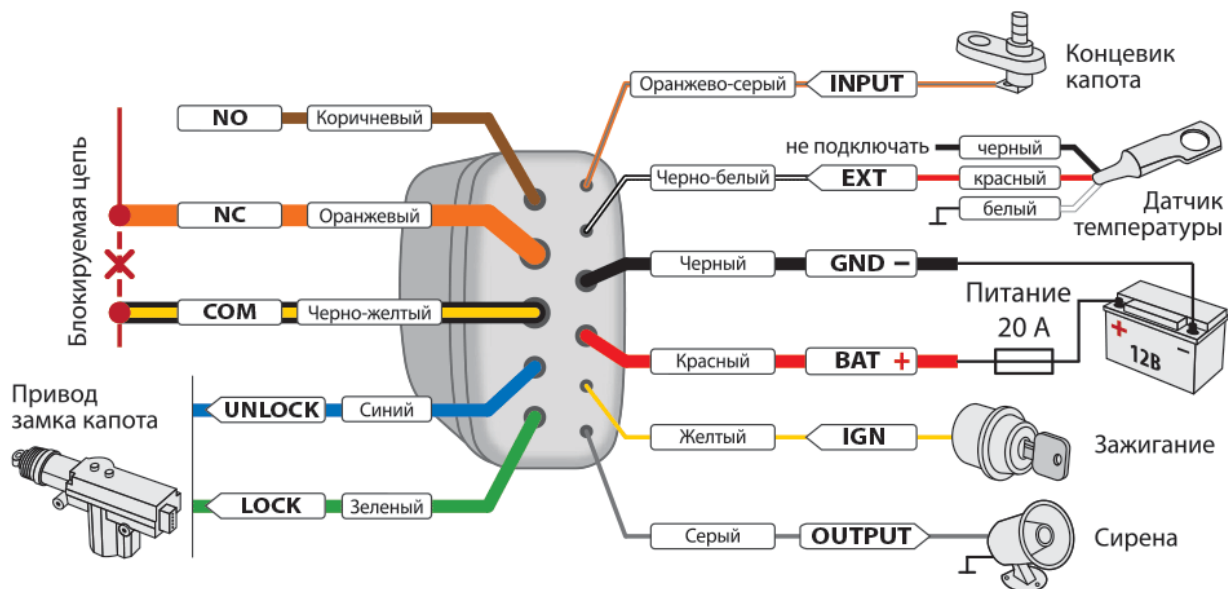 Блокируемая цепь
NO Коричневый
NC Оранжевый
COM Черно-желтый
Привод
замка капота
UNLOCK Синий
LOCK Зеленый
Оранжево-серый INPUT
Концевик
капота
Черно-белый EXT
не подключать черный
красный
белый
Датчик
температуры
Черный GND −
Питание
20 А
Красный BAT +
+ 12В −
Желтый IGN
Зажигание
Серый OUTPUT
Сирена